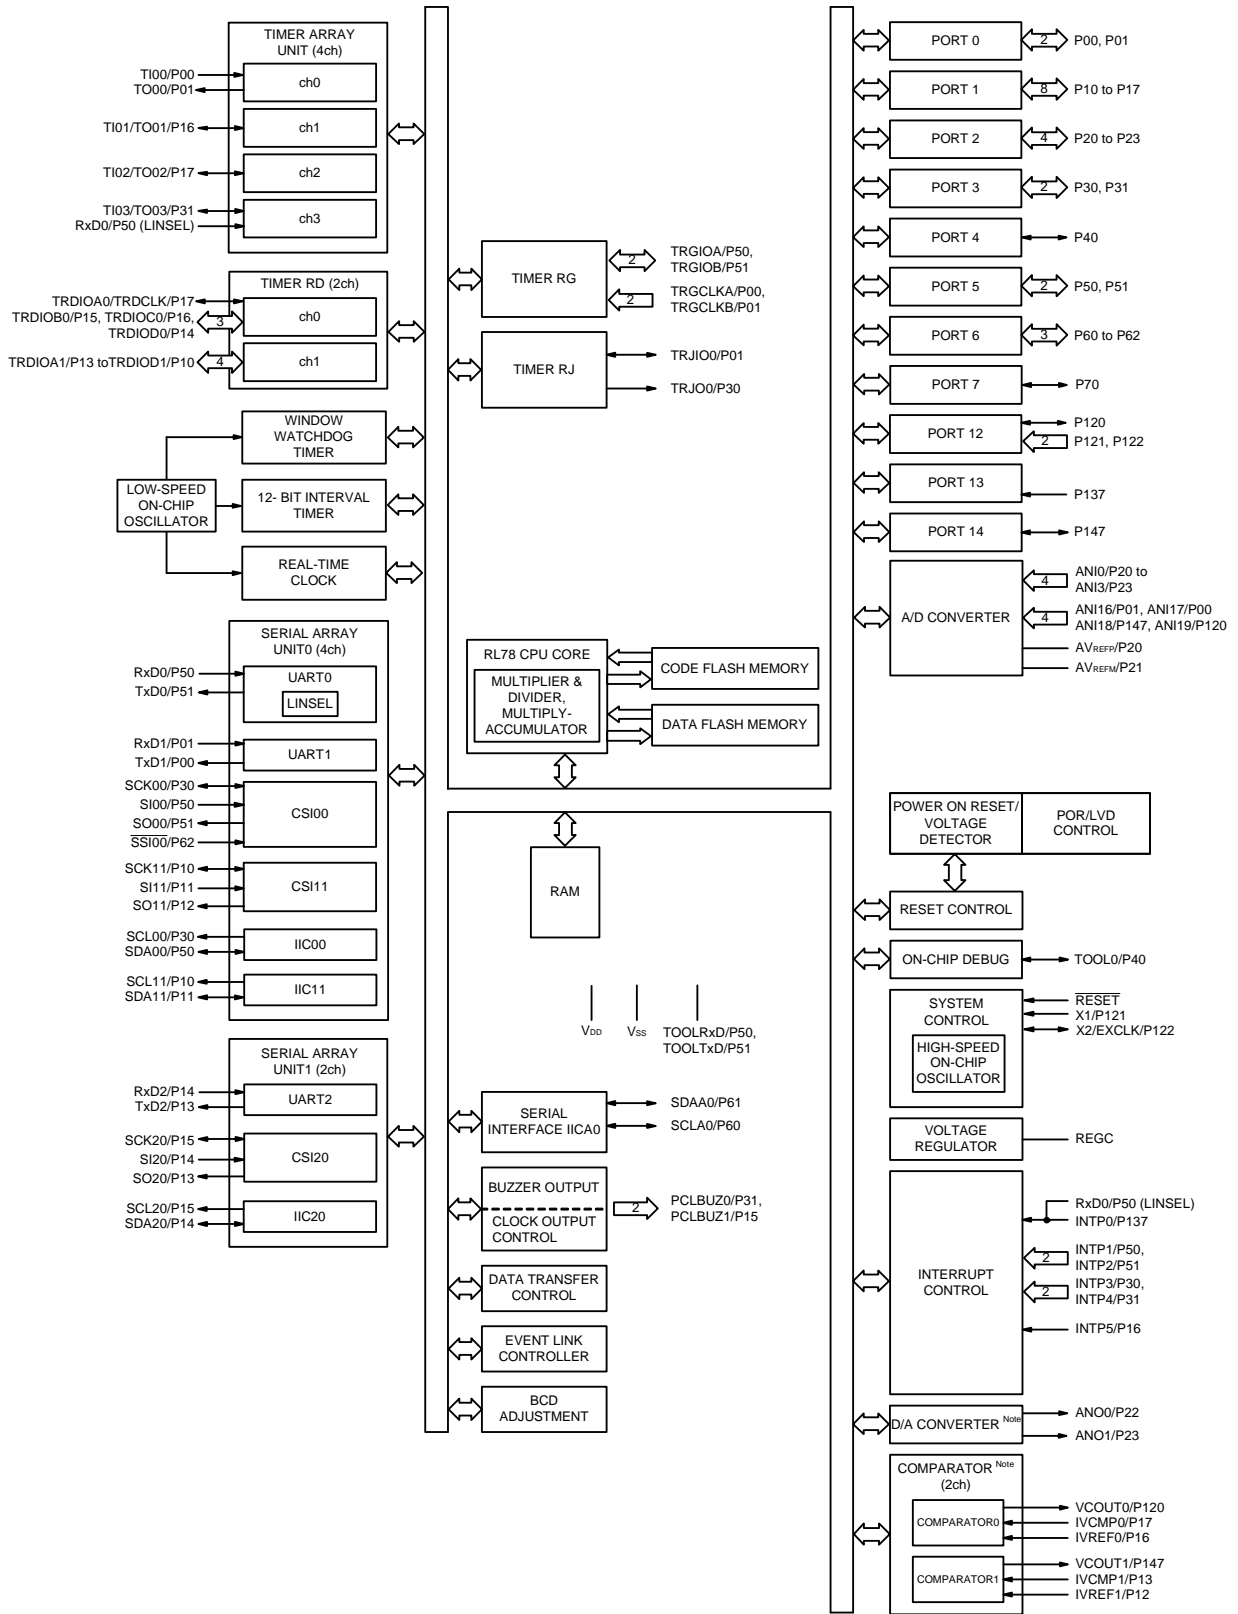 TIMER ARRAY
UNIT (4ch)
TI00/P00
TO00/P01
ch0
TI01/TO01/P16
ch1
TI02/TO02/P17
ch2
TI03/TO03/P31
RxD0/P50 (LINSEL)
ch3
TIMER RD (2ch)
TRDIOA0/TRDCLK/P17
TRDIOB0/P15, TRDIOC0/P16,
TRDIOD0/P14
3
ch0
TRDIOA1/P13 toTRDIOD1/P10
4
ch1
WINDOW
WATCHDOG
TIMER
LOW-SPEED
ON-CHIP
OSCILLATOR
12- BIT INTERVAL
TIMER
REAL-TIME
CLOCK
SERIAL ARRAY
UNIT0 (4ch)
RxD0/P50
TxD0/P51
UART0
LINSEL
RxD1/P01
TxD1/P00
UART1
SCK00/P30
SI00/P50
SO00/P51
SSI00/P62
CSI00
SCK11/P10
SI11/P11
SO11/P12
CSI11
SCL00/P30
SDA00/P50
IIC00
SCL11/P10
SDA11/P11
IIC11
SERIAL ARRAY
UNIT1 (2ch)
RxD2/P14
TxD2/P13
UART2
SCK20/P15
SI20/P14
SO20/P13
CSI20
SCL20/P15
SDA20/P14
IIC20
TIMER RG
2
TRGIOA/P50,
TRGIOB/P51
2
TRGCLKA/P00,
TRGCLKB/P01
TIMER RJ
TRJIO0/P01
TRJO0/P30
RL78 CPU CORE
MULTIPLIER &
DIVIDER,
MULTIPLY-
ACCUMULATOR
CODE FLASH MEMORY
DATA FLASH MEMORY
RAM
VDD
VSS
TOOLRxD/P50,
TOOLTxD/P51
SERIAL
INTERFACE IICA0
SDAA0/P61
SCLA0/P60
BUZZER OUTPUT
CLOCK OUTPUT
CONTROL
2
PCLBUZ0/P31,
PCLBUZ1/P15
DATA TRANSFER
CONTROL
EVENT LINK
CONTROLLER
BCD
ADJUSTMENT
PORT 0
2
P00, P01
PORT 1
8
P10 to P17
PORT 2
4
P20 to P23
PORT 3
2
P30, P31
PORT 4
P40
PORT 5
2
P50, P51
PORT 6
3
P60 to P62
PORT 7
P70
PORT 12
P120
2
P121, P122
PORT 13
P137
PORT 14
P147
A/D CONVERTER
4
ANI0/P20 to
ANI3/P23
4
ANI16/P01, ANI17/P00
ANI18/P147, ANI19/P120
AVREFP/P20
AVREFM/P21
POWER ON RESET/
VOLTAGE
DETECTOR
POR/LVD
CONTROL
RESET CONTROL
ON-CHIP DEBUG
TOOL0/P40
SYSTEM
CONTROL
HIGH-SPEED
ON-CHIP
OSCILLATOR
RESET
X1/P121
X2/EXCLK/P122
VOLTAGE
REGULATOR
REGC
INTERRUPT
CONTROL
RxD0/P50 (LINSEL)
INTP0/P137
2
INTP1/P50,
INTP2/P51
2
INTP3/P30,
INTP4/P31
INTP5/P16
D/A CONVERTER Note
ANO0/P22
ANO1/P23
COMPARATOR Note
(2ch)
COMPARATOR0
VCOUT0/P120
IVCMP0/P17
IVREF0/P16
COMPARATOR1
VCOUT1/P147
IVCMP1/P13
IVREF1/P12